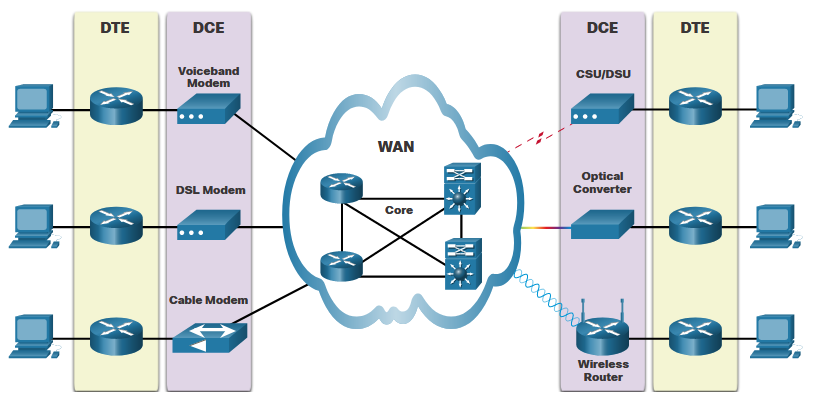 DTE
DCE
DCE
DTE
Voiceband
Modem
CSU/DSU
WAN
DSL Modem
Optical
Converter
Core
Cable Modem
Wireless
Router